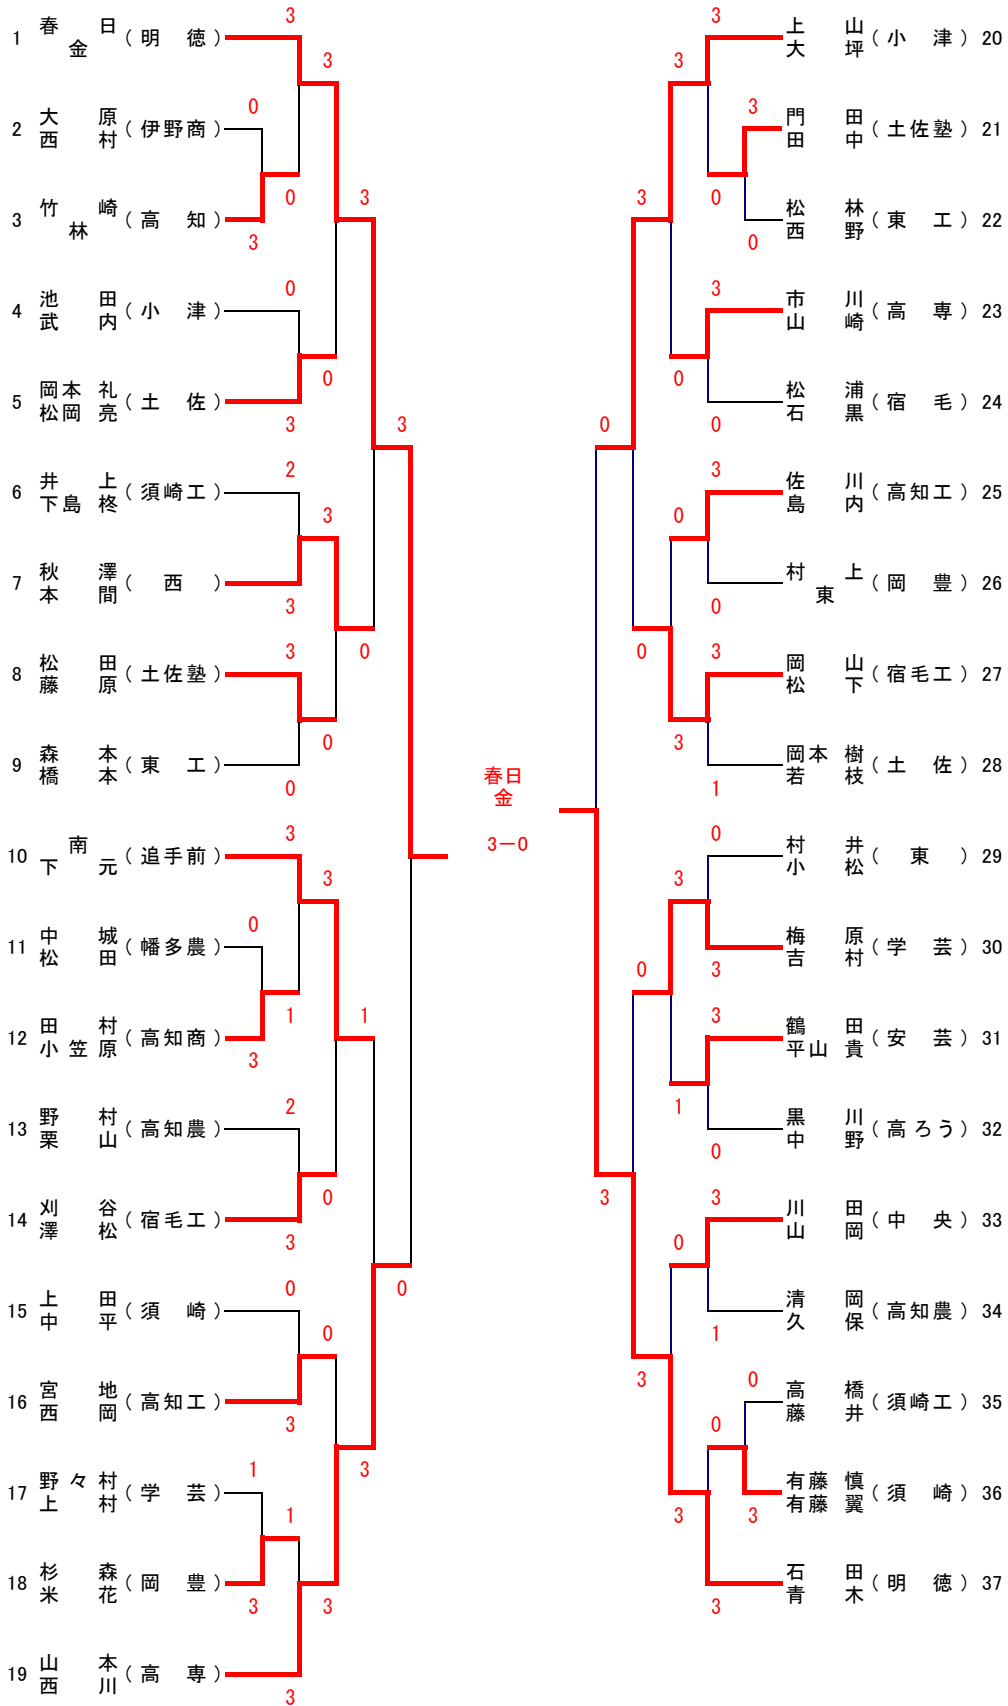 1 春日 金 (明徳)
2 大原 西村 (伊野商)
3 竹崎 林 (高知)
4 池田 武内 (小津)
5 岡本礼 松岡亮 (土佐)
6 井上 下島柊 (須崎工)
7 秋澤 本間 (西)
8 松田 藤原 (土佐塾)
9 森本 橋本 (東工)
10 南 下元 (追手前)
11 中城 松田 (幡多農)
12 田村 小笠原 (高知商)
13 野村 栗山 (高知農)
14 刈谷 澤松 (宿毛工)
15 上田 中平 (須崎)
16 宮地 西岡 (高知工)
17 野々村 上村 (学芸)
18 杉森 米花 (岡豊)
19 山本 西川 (高専)
3
0
3
0
3
2
3
3
0
3
0
3
2
3
0
3
1
3
3
3
0
0
3
0
3
1
0
0
1
3
3
0
1
3
3
0
春日
金
3－0
0
3
3
0
0
3
3
0
0
3
3
1
0
3
3
0
3
0
3
0
3
0
3
1
0
3
3
0
3
1
0
0
3
3
上山 大坪 (小津) 20
門田 田中 (土佐塾) 21
松林 西野 (東工) 22
市川 山崎 (高専) 23
松浦 石黒 (宿毛) 24
佐川 島内 (高知工) 25
村上 東 (岡豊) 26
岡山 松下 (宿毛工) 27
岡本樹 若枝 (土佐) 28
村井 小松 (東) 29
梅原 吉村 (学芸) 30
鶴田 平山貴 (安芸) 31
黒川 中野 (高ろう) 32
川田 山岡 (中央) 33
清岡 久保 (高知農) 34
高橋 藤井 (須崎工) 35
有藤慎 有藤翼 (須崎) 36
石田 青木 (明徳) 37